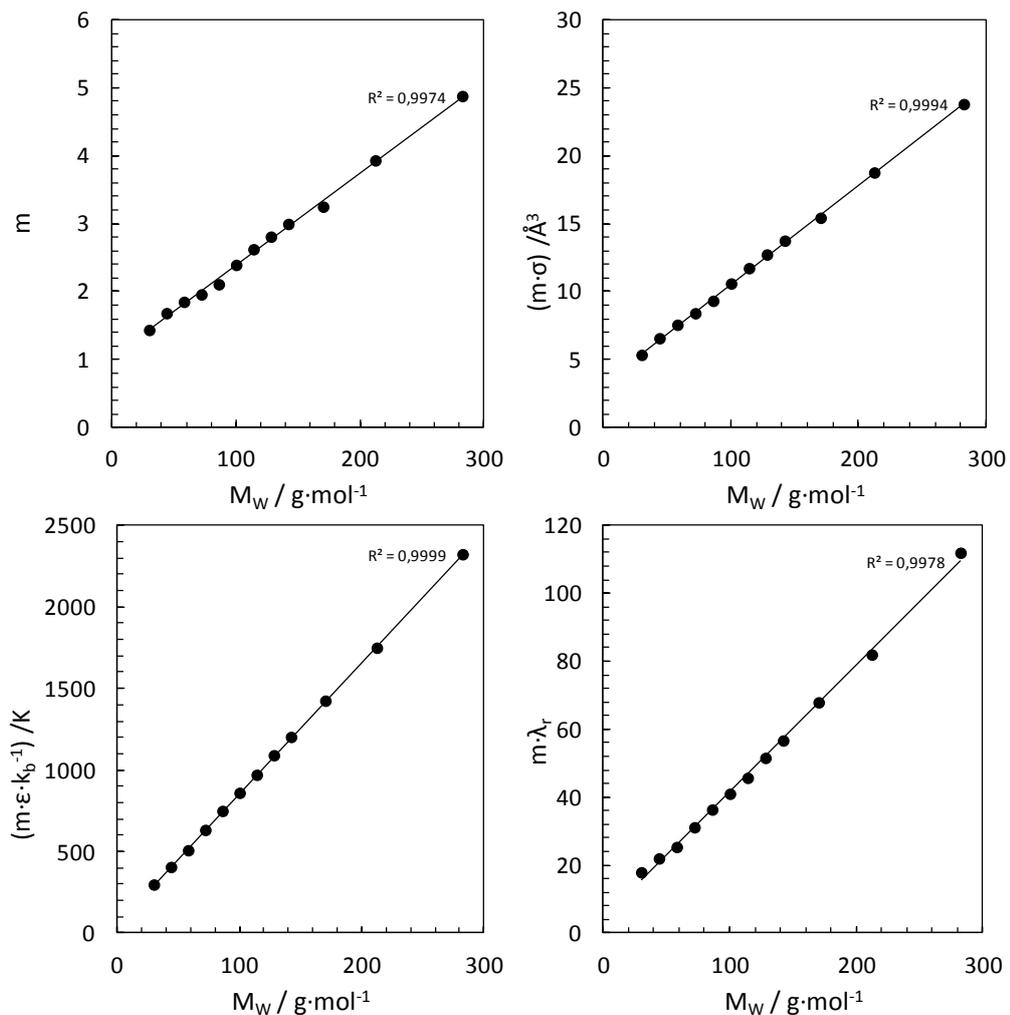 6
5
4
3
2
1
0
m
R² = 0,9974
0 100 200 300
M_W / g·mol⁻¹
30
25
20
15
10
5
0
(m·σ) /Å³
R² = 0,9994
0 100 200 300
M_W / g·mol⁻¹
2500
2000
1500
1000
500
0
(m·ε·k_b⁻¹) /K
R² = 0,9999
0 100 200 300
M_W / g·mol⁻¹
120
100
80
60
40
20
0
m·λ_r
R² = 0,9978
0 100 200 300
M_W / g·mol⁻¹